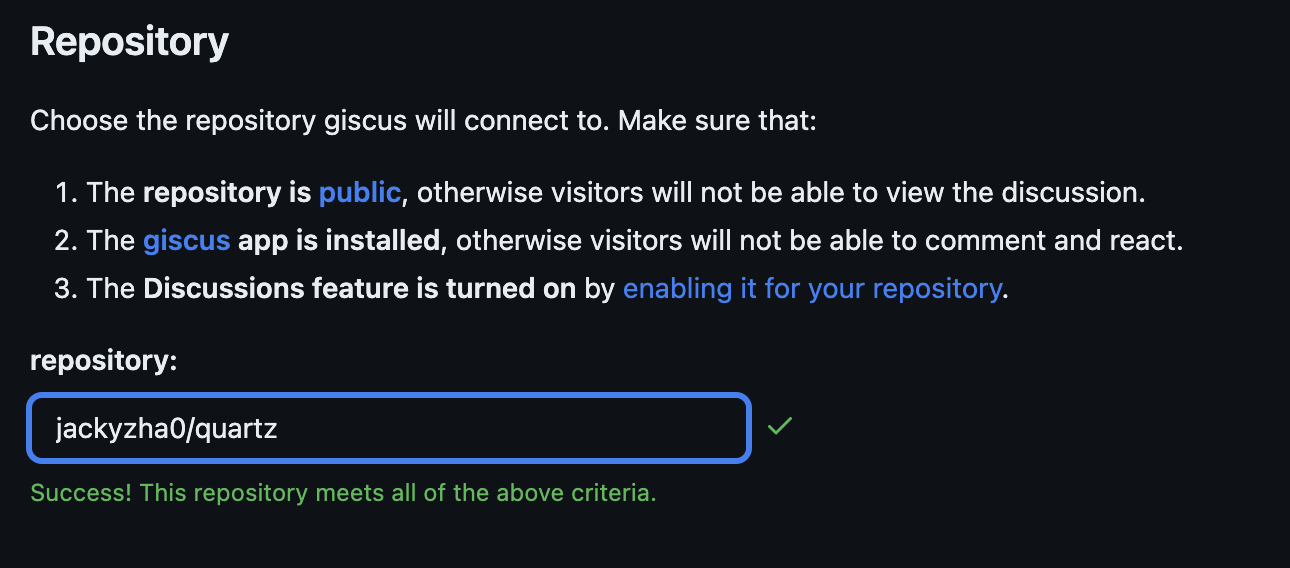 Repository
Choose the repository giscus will connect to. Make sure that:
1. The repository is public, otherwise visitors will not be able to view the discussion.
2. The giscus app is installed, otherwise visitors will not be able to comment and react.
3. The Discussions feature is turned on by enabling it for your repository.
repository:
jackyzha0/quartz
Success! This repository meets all of the above criteria.